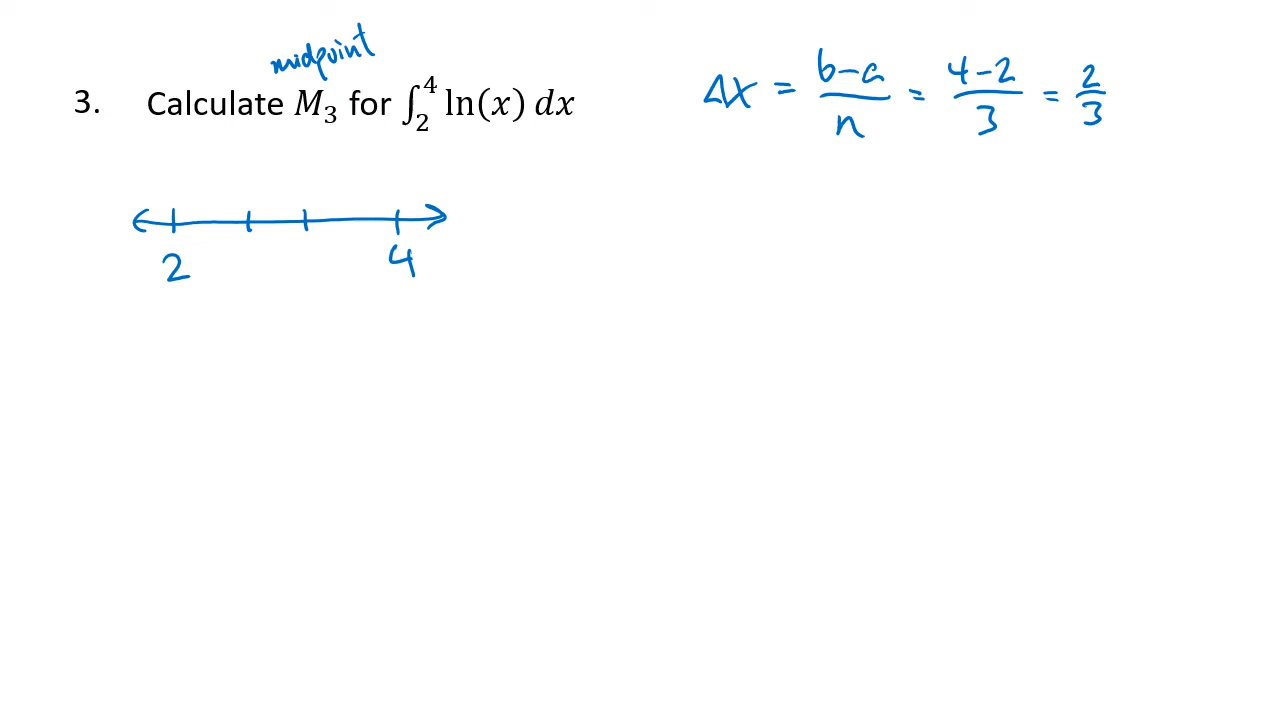 midpoint
3. Calculate M₃ for ∫₂⁴ ln(x) dx
Δx = (b-a)/n = (4-2)/3 = 2/3
2 4